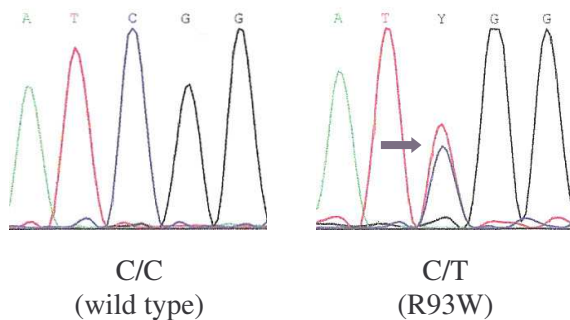 A T C G G
A T Y G G
C/C
(wild type)
C/T
(R93W)